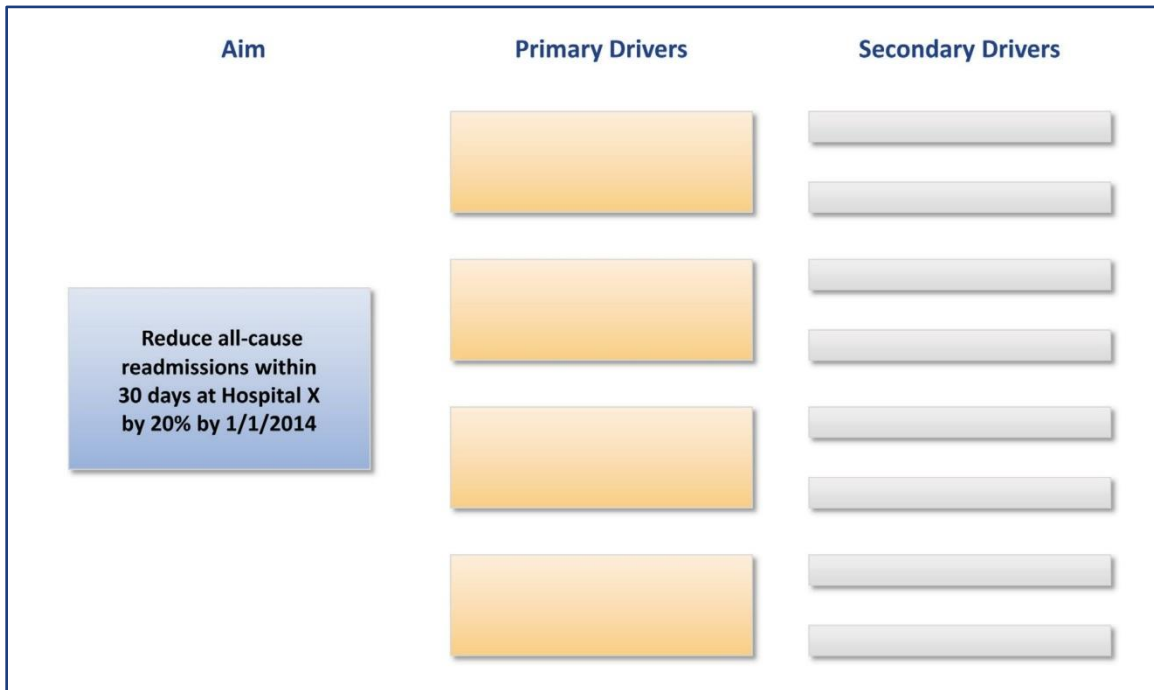 Aim
Primary Drivers
Secondary Drivers
Reduce all-cause
readmissions within
30 days at Hospital X
by 20% by 1/1/2014